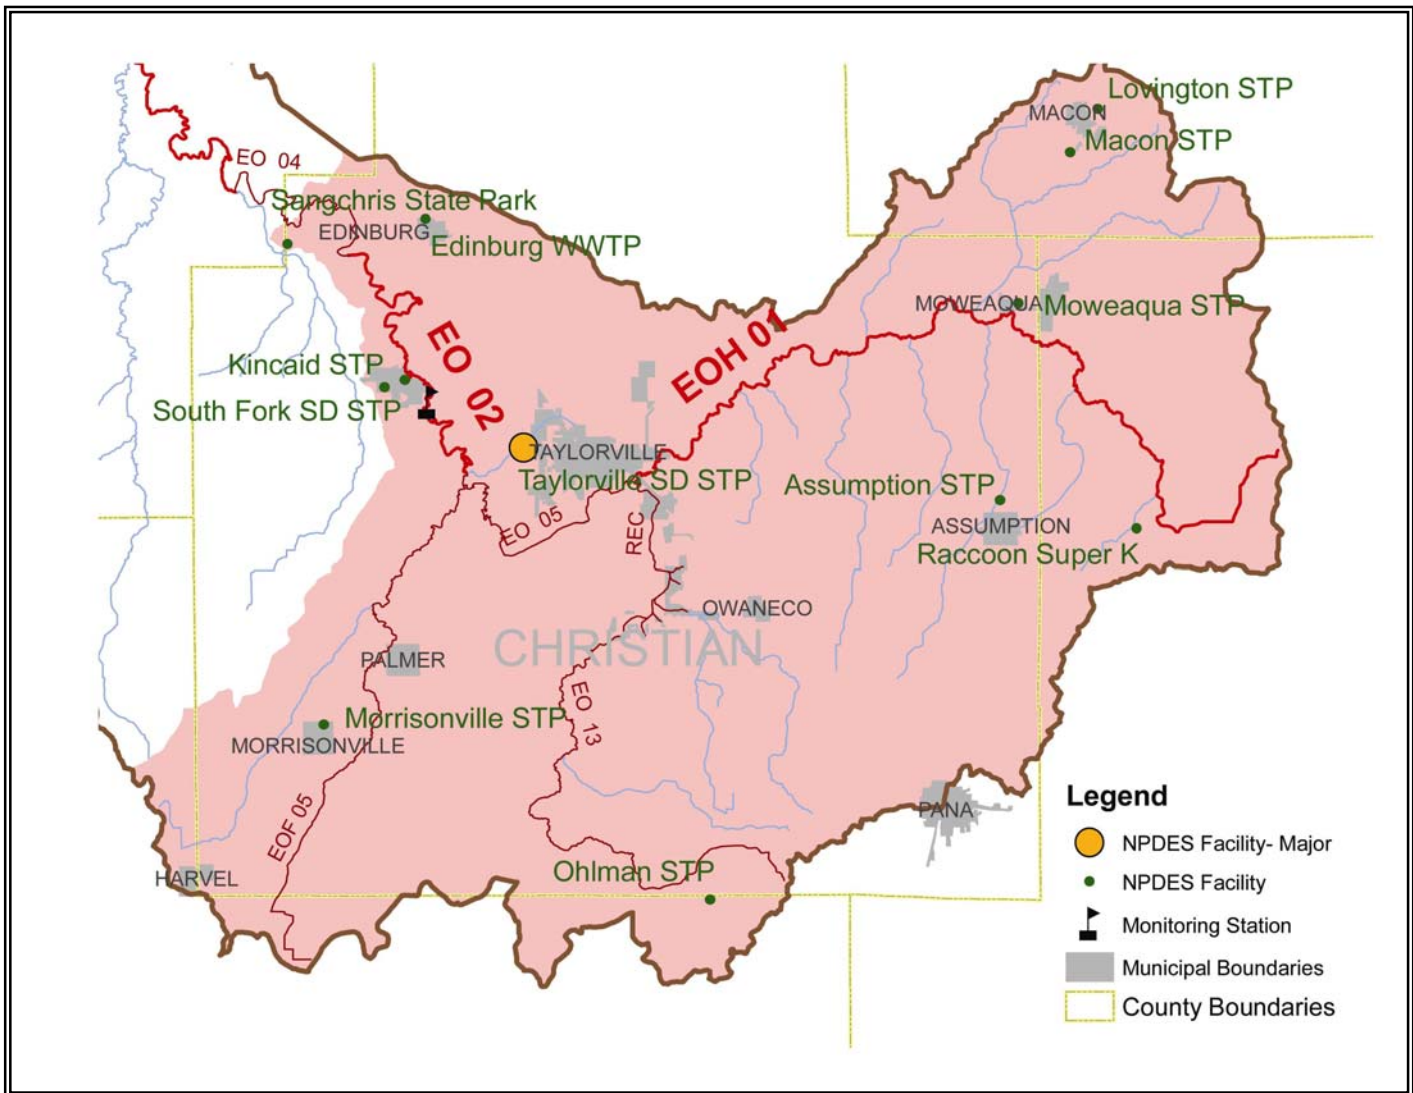 Lovington STP
MACON
Macon STP
EO 04
Sangchris State Park
EDINBURG
Edinburg WWTP
MOWEAQUA
Moweaqua STP
EO 02
EOH 01
Kincaid STP
South Fork SD STP
TAYLORVILLE
Taylorville SD STP
Assumption STP
EO 05
REC
ASSUMPTION
Raccoon Super K
OWANECO
CHRISTIAN
PALMER
EO 13
Morrisonville STP
MORRISONVILLE
EOF 05
PANA
HARVEL
Ohlman STP
Legend
NPDES Facility- Major
NPDES Facility
Monitoring Station
Municipal Boundaries
County Boundaries